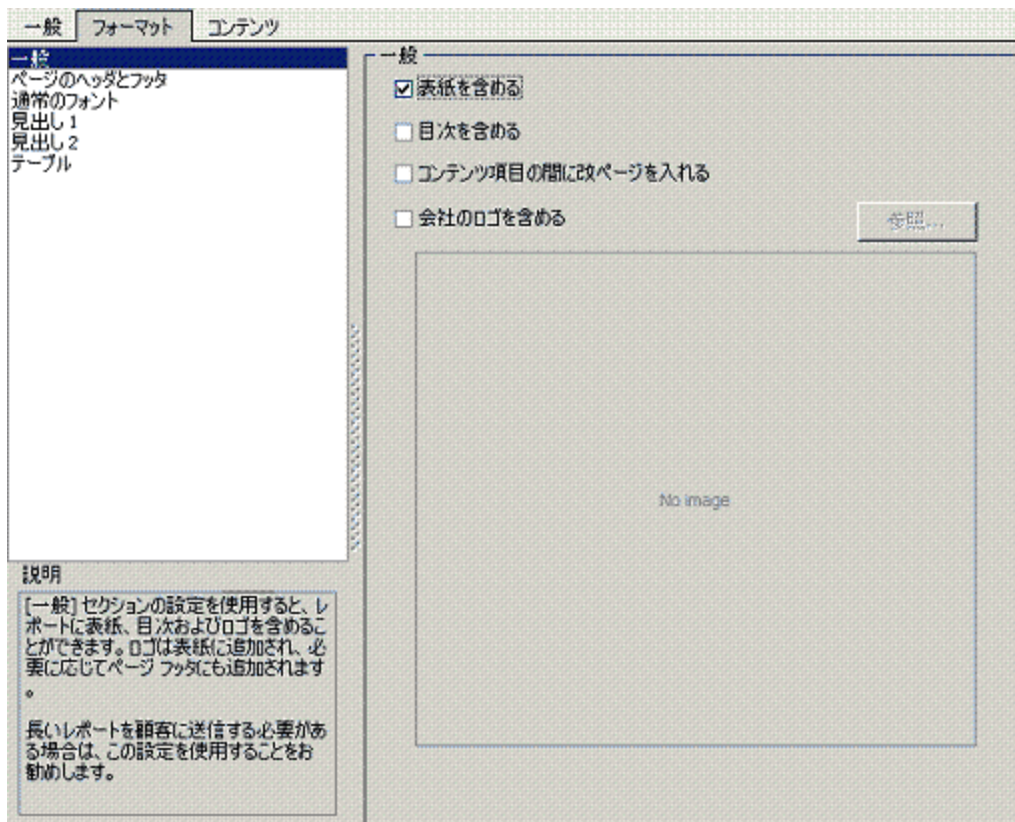 一般 フォーマット コンテンツ
一般
ページのヘッダとフッタ
通常のフォント
見出し 1
見出し 2
テーブル
説明
[一般] セクションの設定を使用すると、レ
ポートに表紙、目次およびロゴを含めるこ
とができます。ロゴは表紙に追加され、必
要に応じてページ フッタにも追加されます
。
長いレポートを顧客に送信する必要があ
る場合は、この設定を使用することをお
勧めします。
一般
表紙を含める
目次を含める
コンテンツ項目の間に改ページを入れる
会社のロゴを含める
参照...
No image